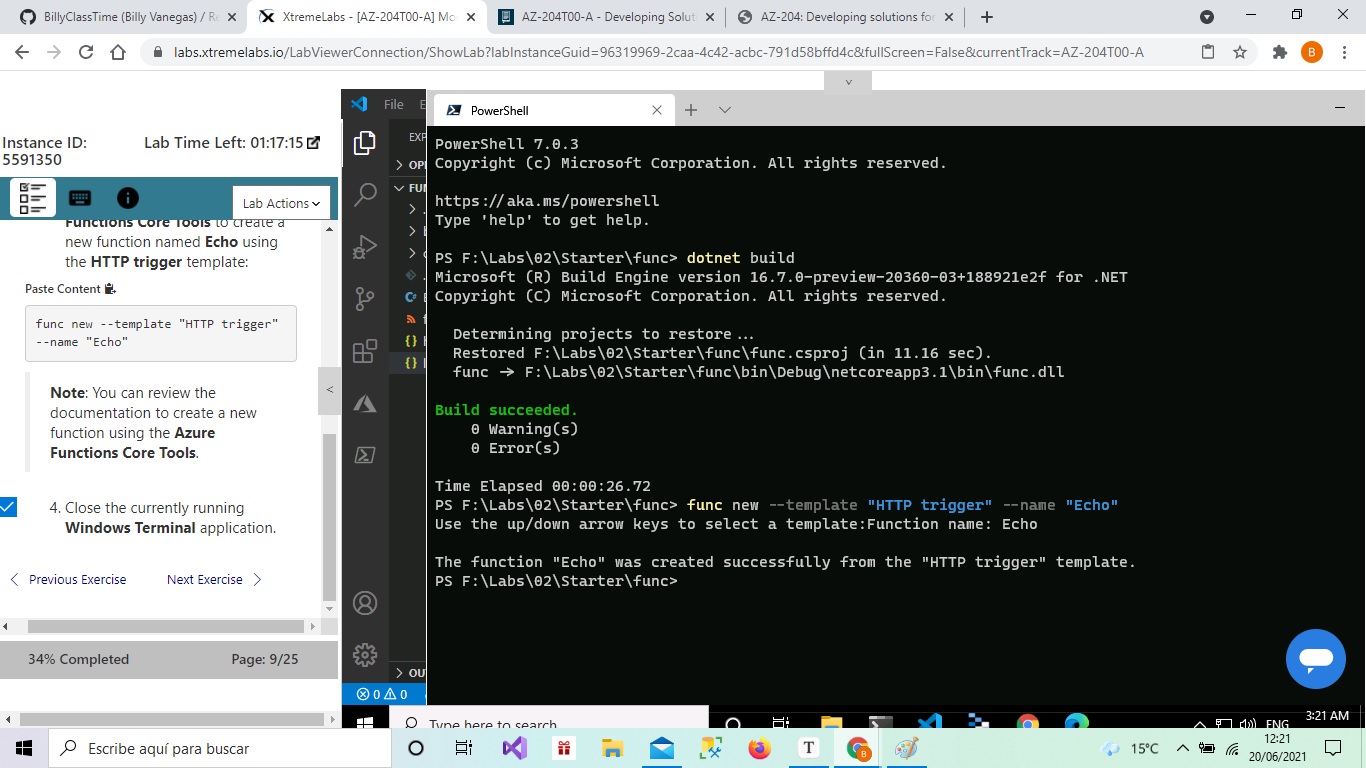 BillyClassTime (Billy Vanegas) / Re
XtremeLabs - [AZ-204T00-A] Mo
AZ-204T00-A - Developing Soluti
AZ-204: Developing solutions for
labs.xtremelabs.io/LabViewerConnection/ShowLab?labInstanceGuid=96319969-2caa-4c42-acbc-791d58bffd4c&fullScreen=False&currentTrack=AZ-204T00-A
B
Instance ID:
5591350
Lab Time Left: 01:17:15
Lab Actions
Functions Core Tools to create a
new function named Echo using
the HTTP trigger template:
Paste Content
func new --template "HTTP trigger"
--name "Echo"
Note: You can review the
documentation to create a new
function using the Azure
Functions Core Tools.
4. Close the currently running
Windows Terminal application.
Previous Exercise
Next Exercise
34% Completed
Page: 9/25
File
E
EXP
OPE
FUN
OUT
0 0
PowerShell
PowerShell 7.0.3
Copyright (c) Microsoft Corporation. All rights reserved.
https://aka.ms/powershell
Type 'help' to get help.
PS F:\Labs\02\Starter\func> dotnet build
Microsoft (R) Build Engine version 16.7.0-preview-20360-03+188921e2f for .NET
Copyright (C) Microsoft Corporation. All rights reserved.
Determining projects to restore...
Restored F:\Labs\02\Starter\func\func.csproj (in 11.16 sec).
func -> F:\Labs\02\Starter\func\bin\Debug\netcoreapp3.1\bin\func.dll
Build succeeded.
0 Warning(s)
0 Error(s)
Time Elapsed 00:00:26.72
PS F:\Labs\02\Starter\func> func new --template "HTTP trigger" --name "Echo"
Use the up/down arrow keys to select a template:Function name: Echo
The function "Echo" was created successfully from the "HTTP trigger" template.
PS F:\Labs\02\Starter\func>
Type here to search
ENG
3:21 AM
Escribe aquí para buscar
T
B
15°C
12:21
20/06/2021